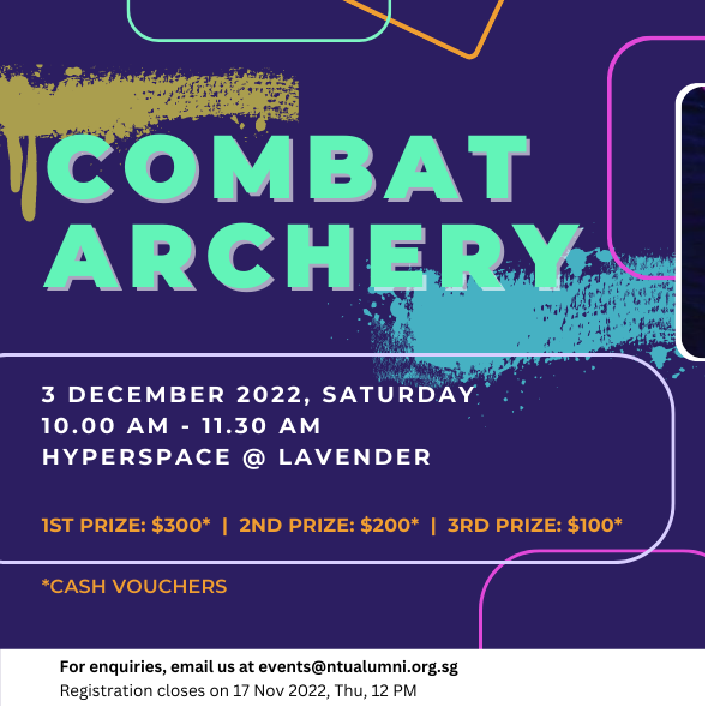 COMBAT
ARCHERY
3 DECEMBER 2022, SATURDAY
10.00 AM - 11.30 AM
HYPERSPACE @ LAVENDER
1ST PRIZE: $300* | 2ND PRIZE: $200* | 3RD PRIZE: $100*
*CASH VOUCHERS
For enquiries, email us at events@ntualumni.org.sg
Registration closes on 17 Nov 2022, Thu, 12 PM